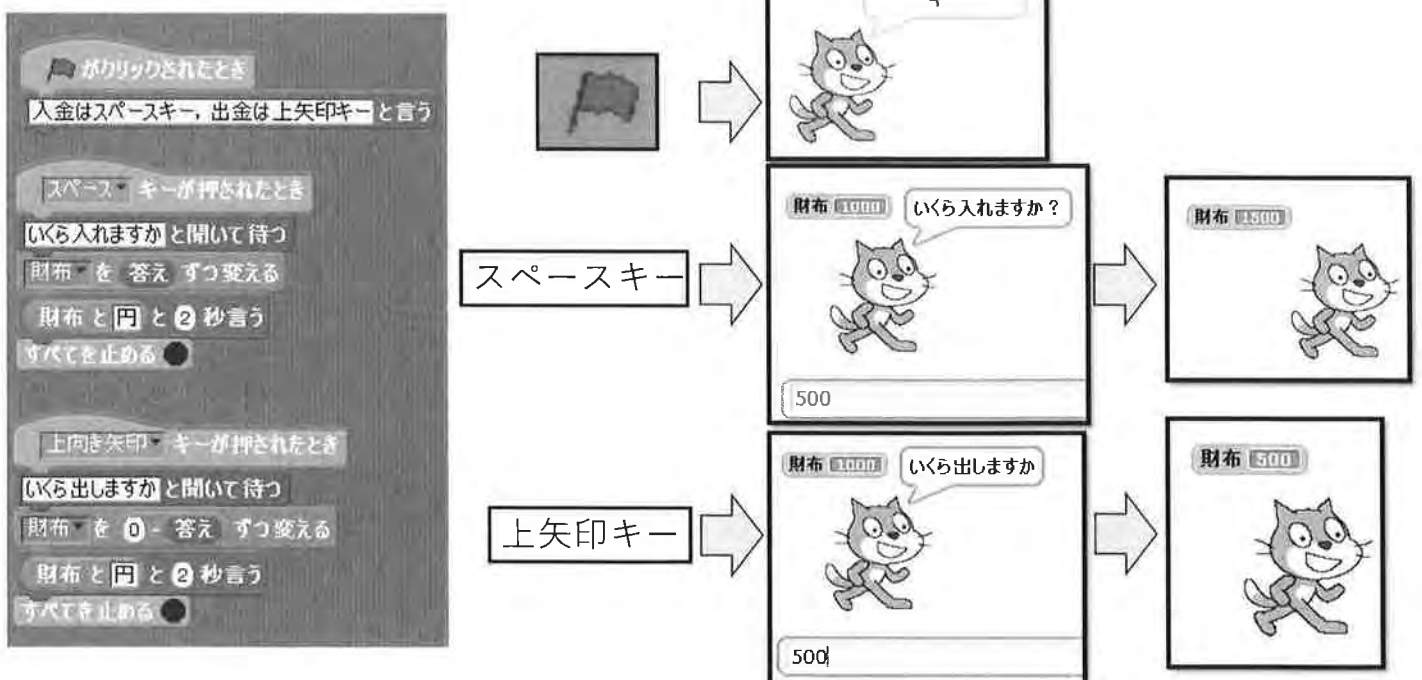 がクリックされたとき
入金はスペースキー，出金は上矢印キー と言う
スペース キーが押されたとき
いくら入れますか と聞いて待つ
財布 を 答え ずつ変える
財布 と 円 と 2 秒言う
すべてを止める
上向き矢印 キーが押されたとき
いくら出しますか と聞いて待つ
財布 を 0 - 答え ずつ変える
財布 と 円 と 2 秒言う
すべてを止める
スペースキー
財布 1000
いくら入れますか？
500
財布 1500
上矢印キー
財布 1000
いくら出しますか
500
財布 500